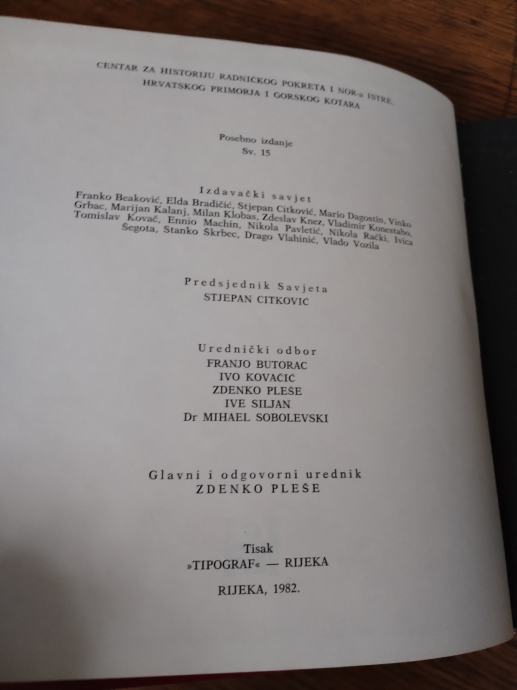 CENTAR ZA HISTORIJU RADNIČKOG POKRETA I NOR-a ISTRE,
HRVATSKOG PRIMORJA I GORSKOG KOTARA
Posebno izdanje
Sv. 15
Izdavački savjet
Franko Beaković, Elda Bradičić, Stjepan Citković, Mario Dagostin, Vinko
Grbac, Marijan Kalanj, Milan Klobas, Zdeslav Knez, Vladimir Konestabo,
Tomislav Kovač, Ennio Machin, Nikola Pavletić, Nikola Rački, Ivica
Šegota, Stanko Škrbec, Drago Vlahinić, Vlado Vozila
Predsjednik Savjeta
STJEPAN CITKOVIĆ
Urednički odbor
FRANJO BUTORAC
IVO KOVAČIĆ
ZDENKO PLEŠE
IVE SILJAN
Dr MIHAEL SOBOLEVSKI
Glavni i odgovorni urednik
ZDENKO PLEŠE
Tisak
»TIPOGRAF« — RIJEKA
RIJEKA, 1982.